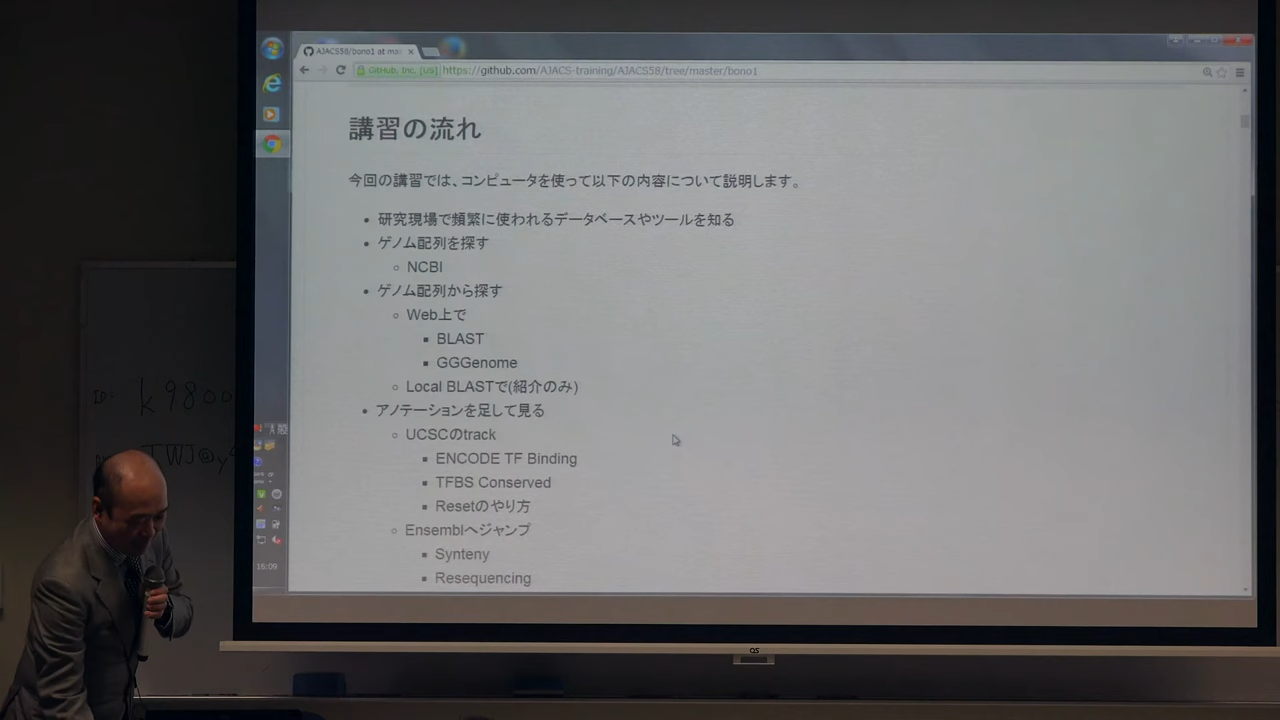 AJACS58/bono1 at mas
GitHub, Inc. [US] https://github.com/AJACS-training/AJACS58/tree/master/bono1
講習の流れ
今回の講習では、コンピュータを使って以下の内容について説明します。
研究現場で頻繁に使われるデータベースやツールを知る
ゲノム配列を探す
NCBI
ゲノム配列から探す
Web上で
BLAST
GGGenome
Local BLASTで(紹介のみ)
アノテーションを足して見る
UCSCのtrack
ENCODE TF Binding
TFBS Conserved
Resetのやり方
Ensemblへジャンプ
Synteny
Resequencing
16:09
ID:
k9800
TWJ@y
OS